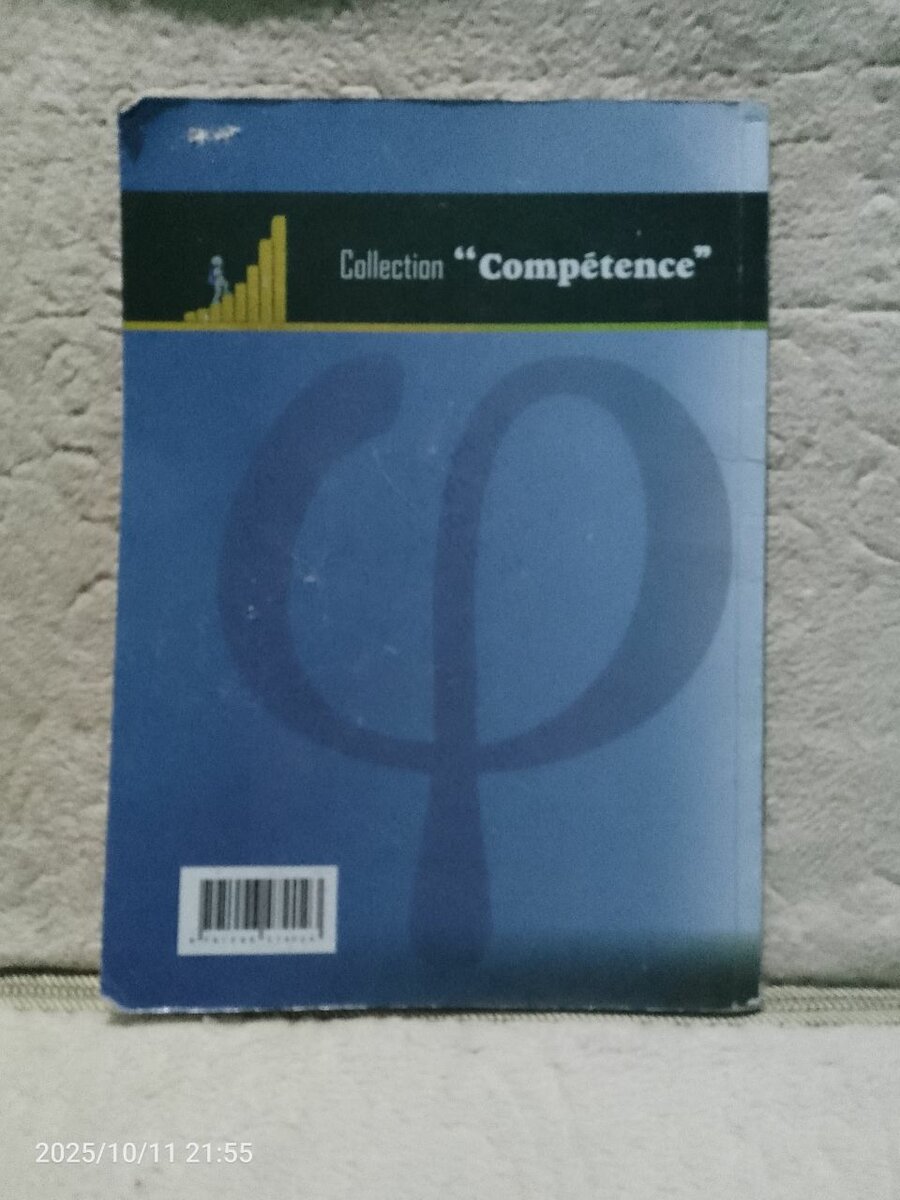 Collection “Compétence”
φ
2025/10/11 21:55